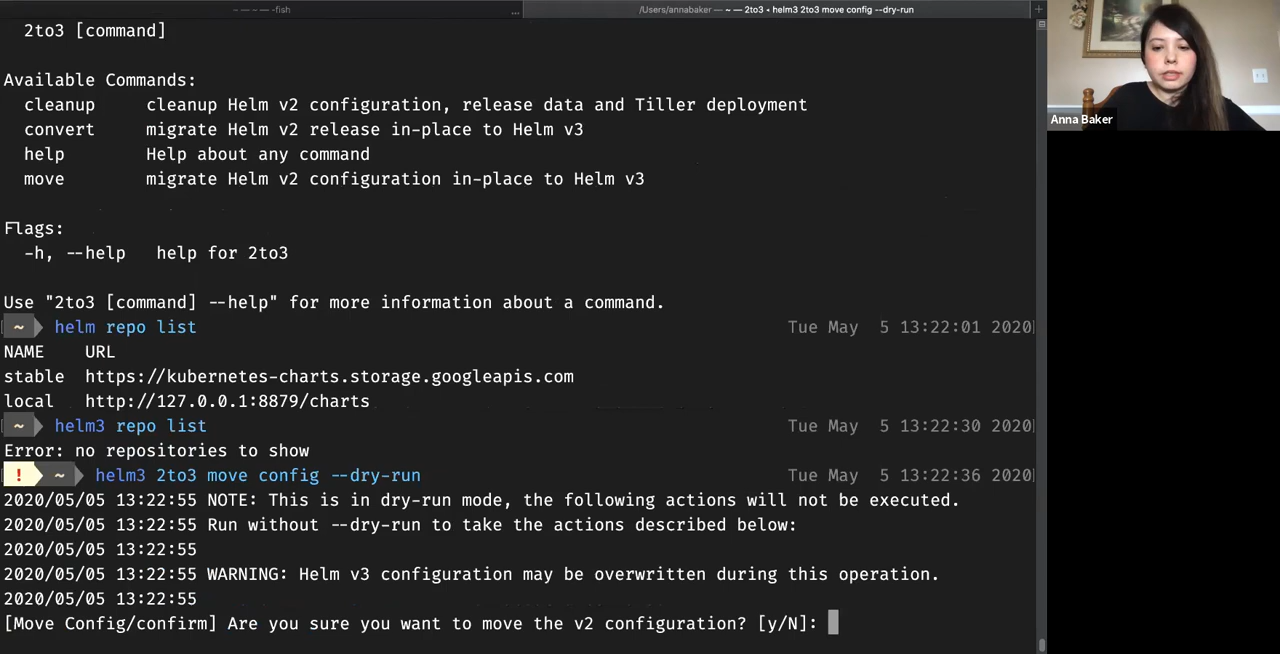 ~ — ~ — -fish
...
/Users/annabaker — ~ — 2to3 • helm3 2to3 move config --dry-run
+
2to3 [command]
Available Commands:
cleanup cleanup Helm v2 configuration, release data and Tiller deployment
convert migrate Helm v2 release in-place to Helm v3
help Help about any command
move migrate Helm v2 configuration in-place to Helm v3
Flags:
-h, --help help for 2to3
Use "2to3 [command] --help" for more information about a command.
~ helm repo list Tue May 5 13:22:01 2020
NAME URL
stable https://kubernetes-charts.storage.googleapis.com
local http://127.0.0.1:8879/charts
~ helm3 repo list Tue May 5 13:22:30 2020
Error: no repositories to show
! ~ helm3 2to3 move config --dry-run Tue May 5 13:22:36 2020
2020/05/05 13:22:55 NOTE: This is in dry-run mode, the following actions will not be executed.
2020/05/05 13:22:55 Run without --dry-run to take the actions described below:
2020/05/05 13:22:55
2020/05/05 13:22:55 WARNING: Helm v3 configuration may be overwritten during this operation.
2020/05/05 13:22:55
[Move Config/confirm] Are you sure you want to move the v2 configuration? [y/N]:
Anna Baker